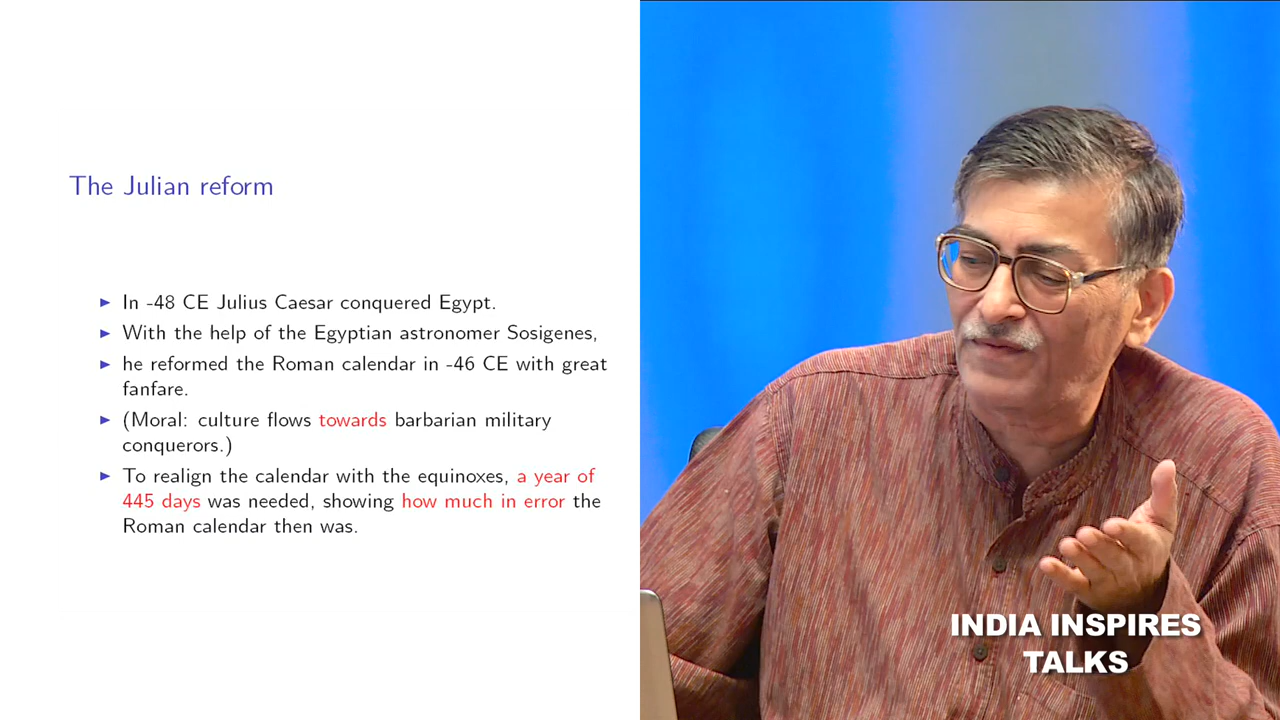 The Julian reform
▶ In -48 CE Julius Caesar conquered Egypt.
▶ With the help of the Egyptian astronomer Sosigenes,
▶ he reformed the Roman calendar in -46 CE with great
fanfare.
▶ (Moral: culture flows towards barbarian military
conquerors.)
▶ To realign the calendar with the equinoxes, a year of
445 days was needed, showing how much in error the
Roman calendar then was.
INDIA INSPIRES
TALKS